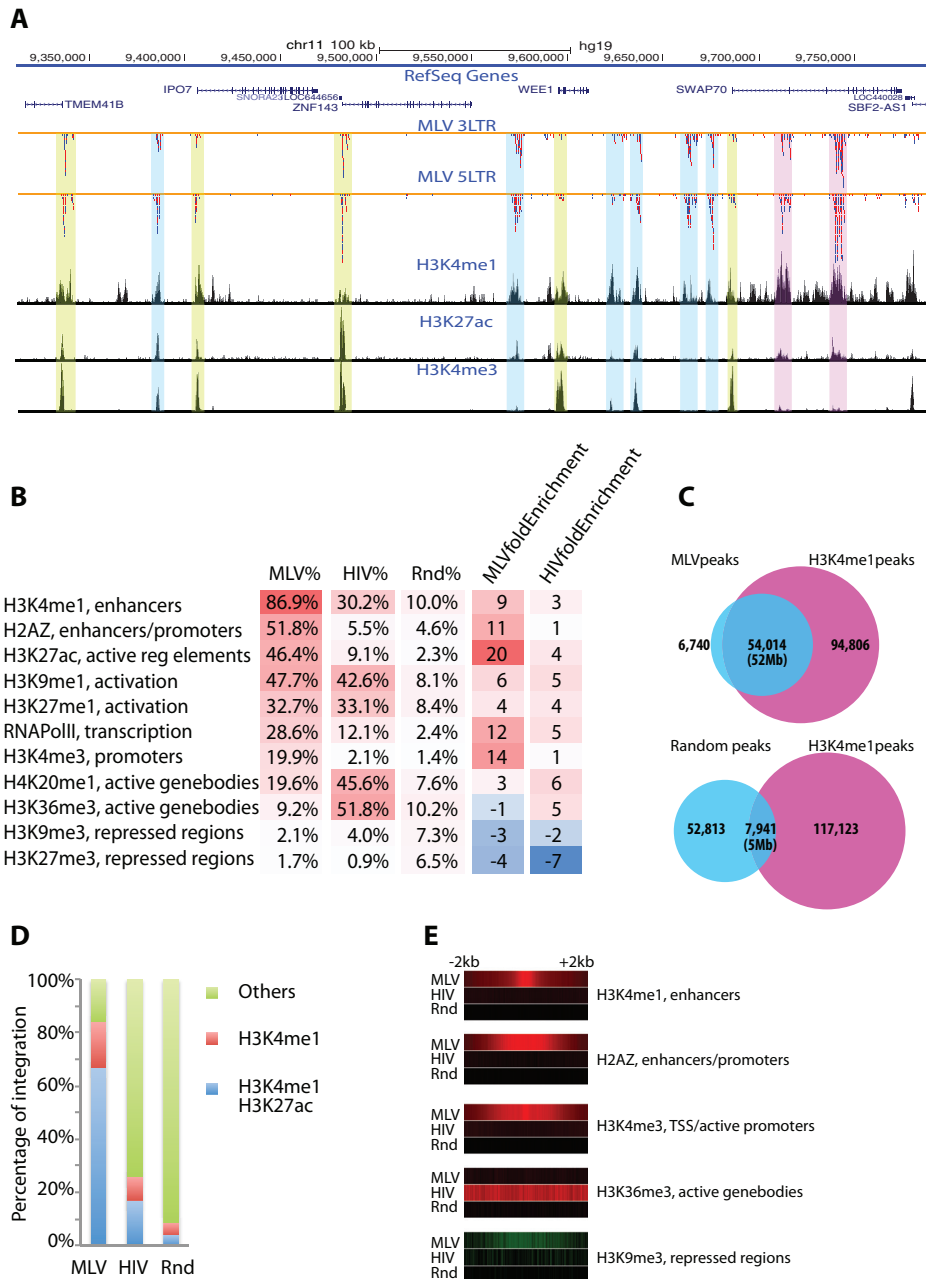 A
chr11 100 kb hg19
9,350,000 9,400,000 9,450,000 9,500,000 9,550,000 9,600,000 9,650,000 9,700,000 9,750,000
RefSeq Genes
IPO7 WEE1 SWAP70
SNORA23 LOC644656 LOC440028
TMEM41B ZNF143 SBF2-AS1
MLV 3LTR
MLV 5LTR
H3K4me1
H3K27ac
H3K4me3
B
MLV% HIV% Rnd% MLVfoldEnrichment HIVfoldEnrichment
H3K4me1, enhancers 86.9% 30.2% 10.0% 9 3
H2AZ, enhancers/promoters 51.8% 5.5% 4.6% 11 1
H3K27ac, active reg elements 46.4% 9.1% 2.3% 20 4
H3K9me1, activation 47.7% 42.6% 8.1% 6 5
H3K27me1, activation 32.7% 33.1% 8.4% 4 4
RNAPolII, transcription 28.6% 12.1% 2.4% 12 5
H3K4me3, promoters 19.9% 2.1% 1.4% 14 1
H4K20me1, active genebodies 19.6% 45.6% 7.6% 3 6
H3K36me3, active genebodies 9.2% 51.8% 10.2% -1 5
H3K9me3, repressed regions 2.1% 4.0% 7.3% -3 -2
H3K27me3, repressed regions 1.7% 0.9% 6.5% -4 -7
C
MLVpeaks H3K4me1peaks
6,740 54,014 94,806
(52Mb)
Random peaks H3K4me1peaks
52,813 7,941 117,123
(5Mb)
D
Percentage of integration
100%
80%
60%
40%
20%
0%
MLV HIV Rnd
Others
H3K4me1
H3K4me1
H3K27ac
E
-2kb +2kb
MLV
HIV
Rnd
H3K4me1, enhancers
MLV
HIV
Rnd
H2AZ, enhancers/promoters
MLV
HIV
Rnd
H3K4me3, TSS/active promoters
MLV
HIV
Rnd
H3K36me3, active genebodies
MLV
HIV
Rnd
H3K9me3, repressed regions